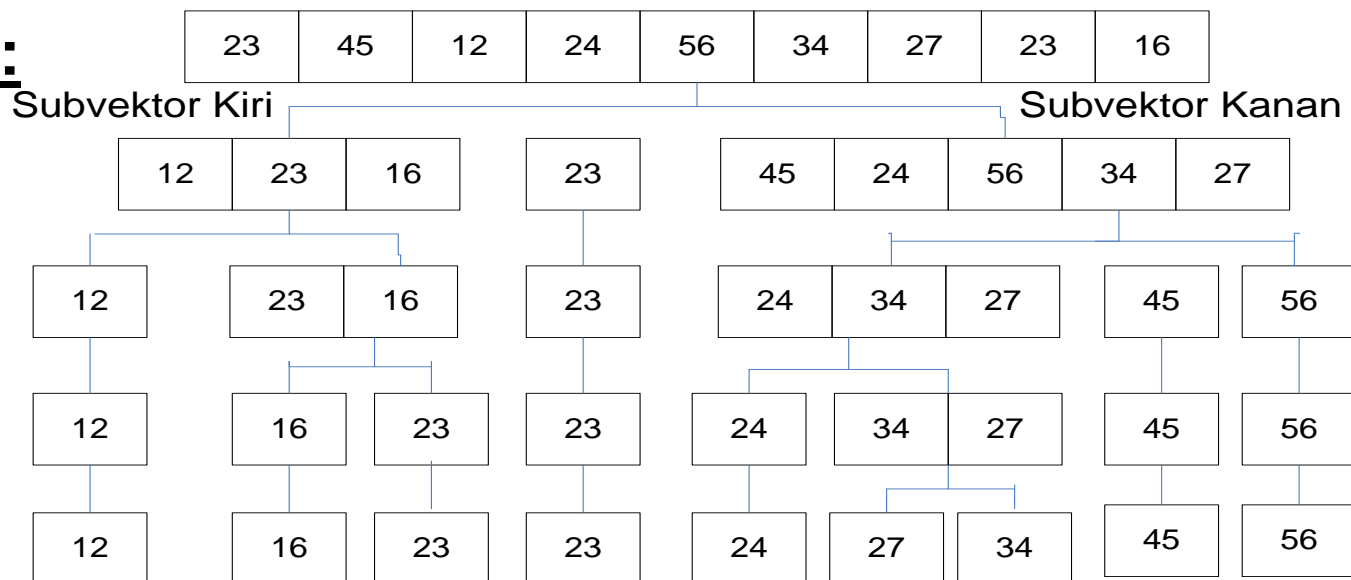 :
23 45 12 24 56 34 27 23 16
Subvektor Kiri Subvektor Kanan
12 23 16 23 45 24 56 34 27
12 23 16 23 24 34 27 45 56
12 16 23 23 24 34 27 45 56
12 16 23 23 24 27 34 45 56